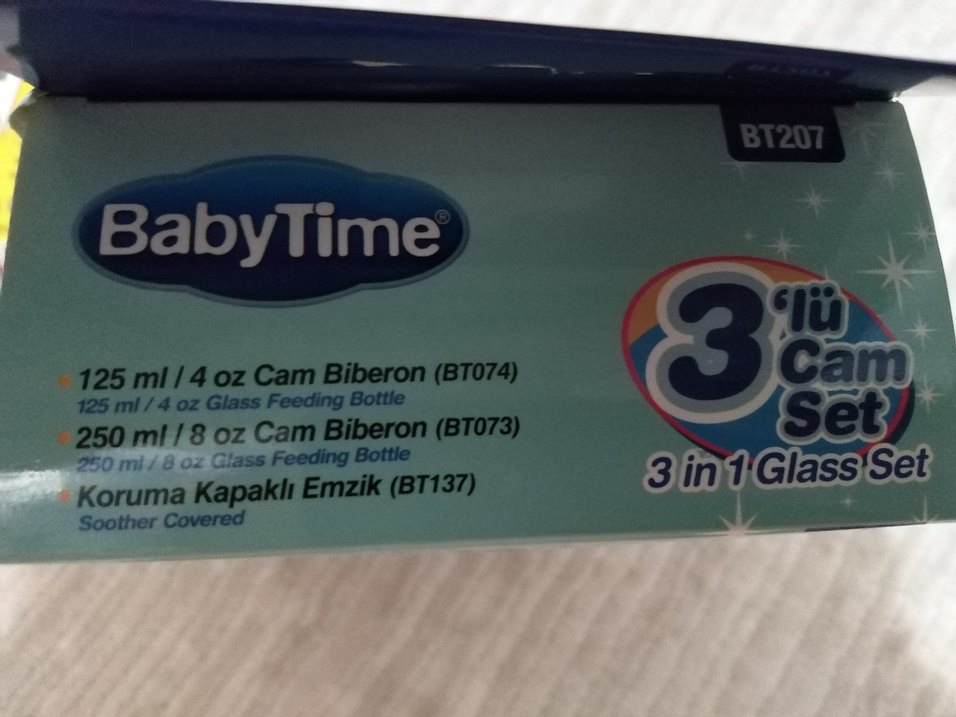 BT207
BabyTime®
125 ml / 4 oz Cam Biberon (BT074)
125 ml / 4 oz Glass Feeding Bottle
250 ml / 8 oz Cam Biberon (BT073)
250 ml / 8 oz Glass Feeding Bottle
Koruma Kapaklı Emzik (BT137)
Soother Covered
3'lü
Cam
Set
3 in 1 Glass Set